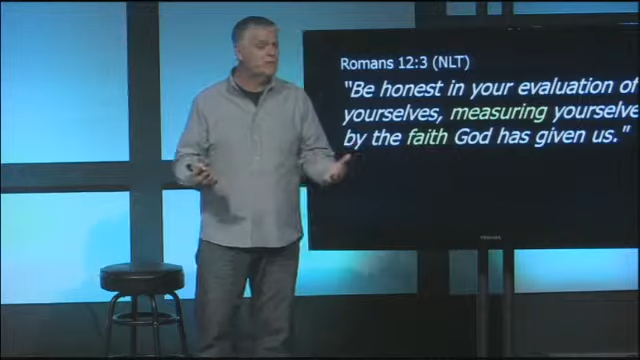 Romans 12:3 (NLT)
"Be honest in your evaluation of
yourselves, measuring yourselve
by the faith God has given us."
TOSHIBA